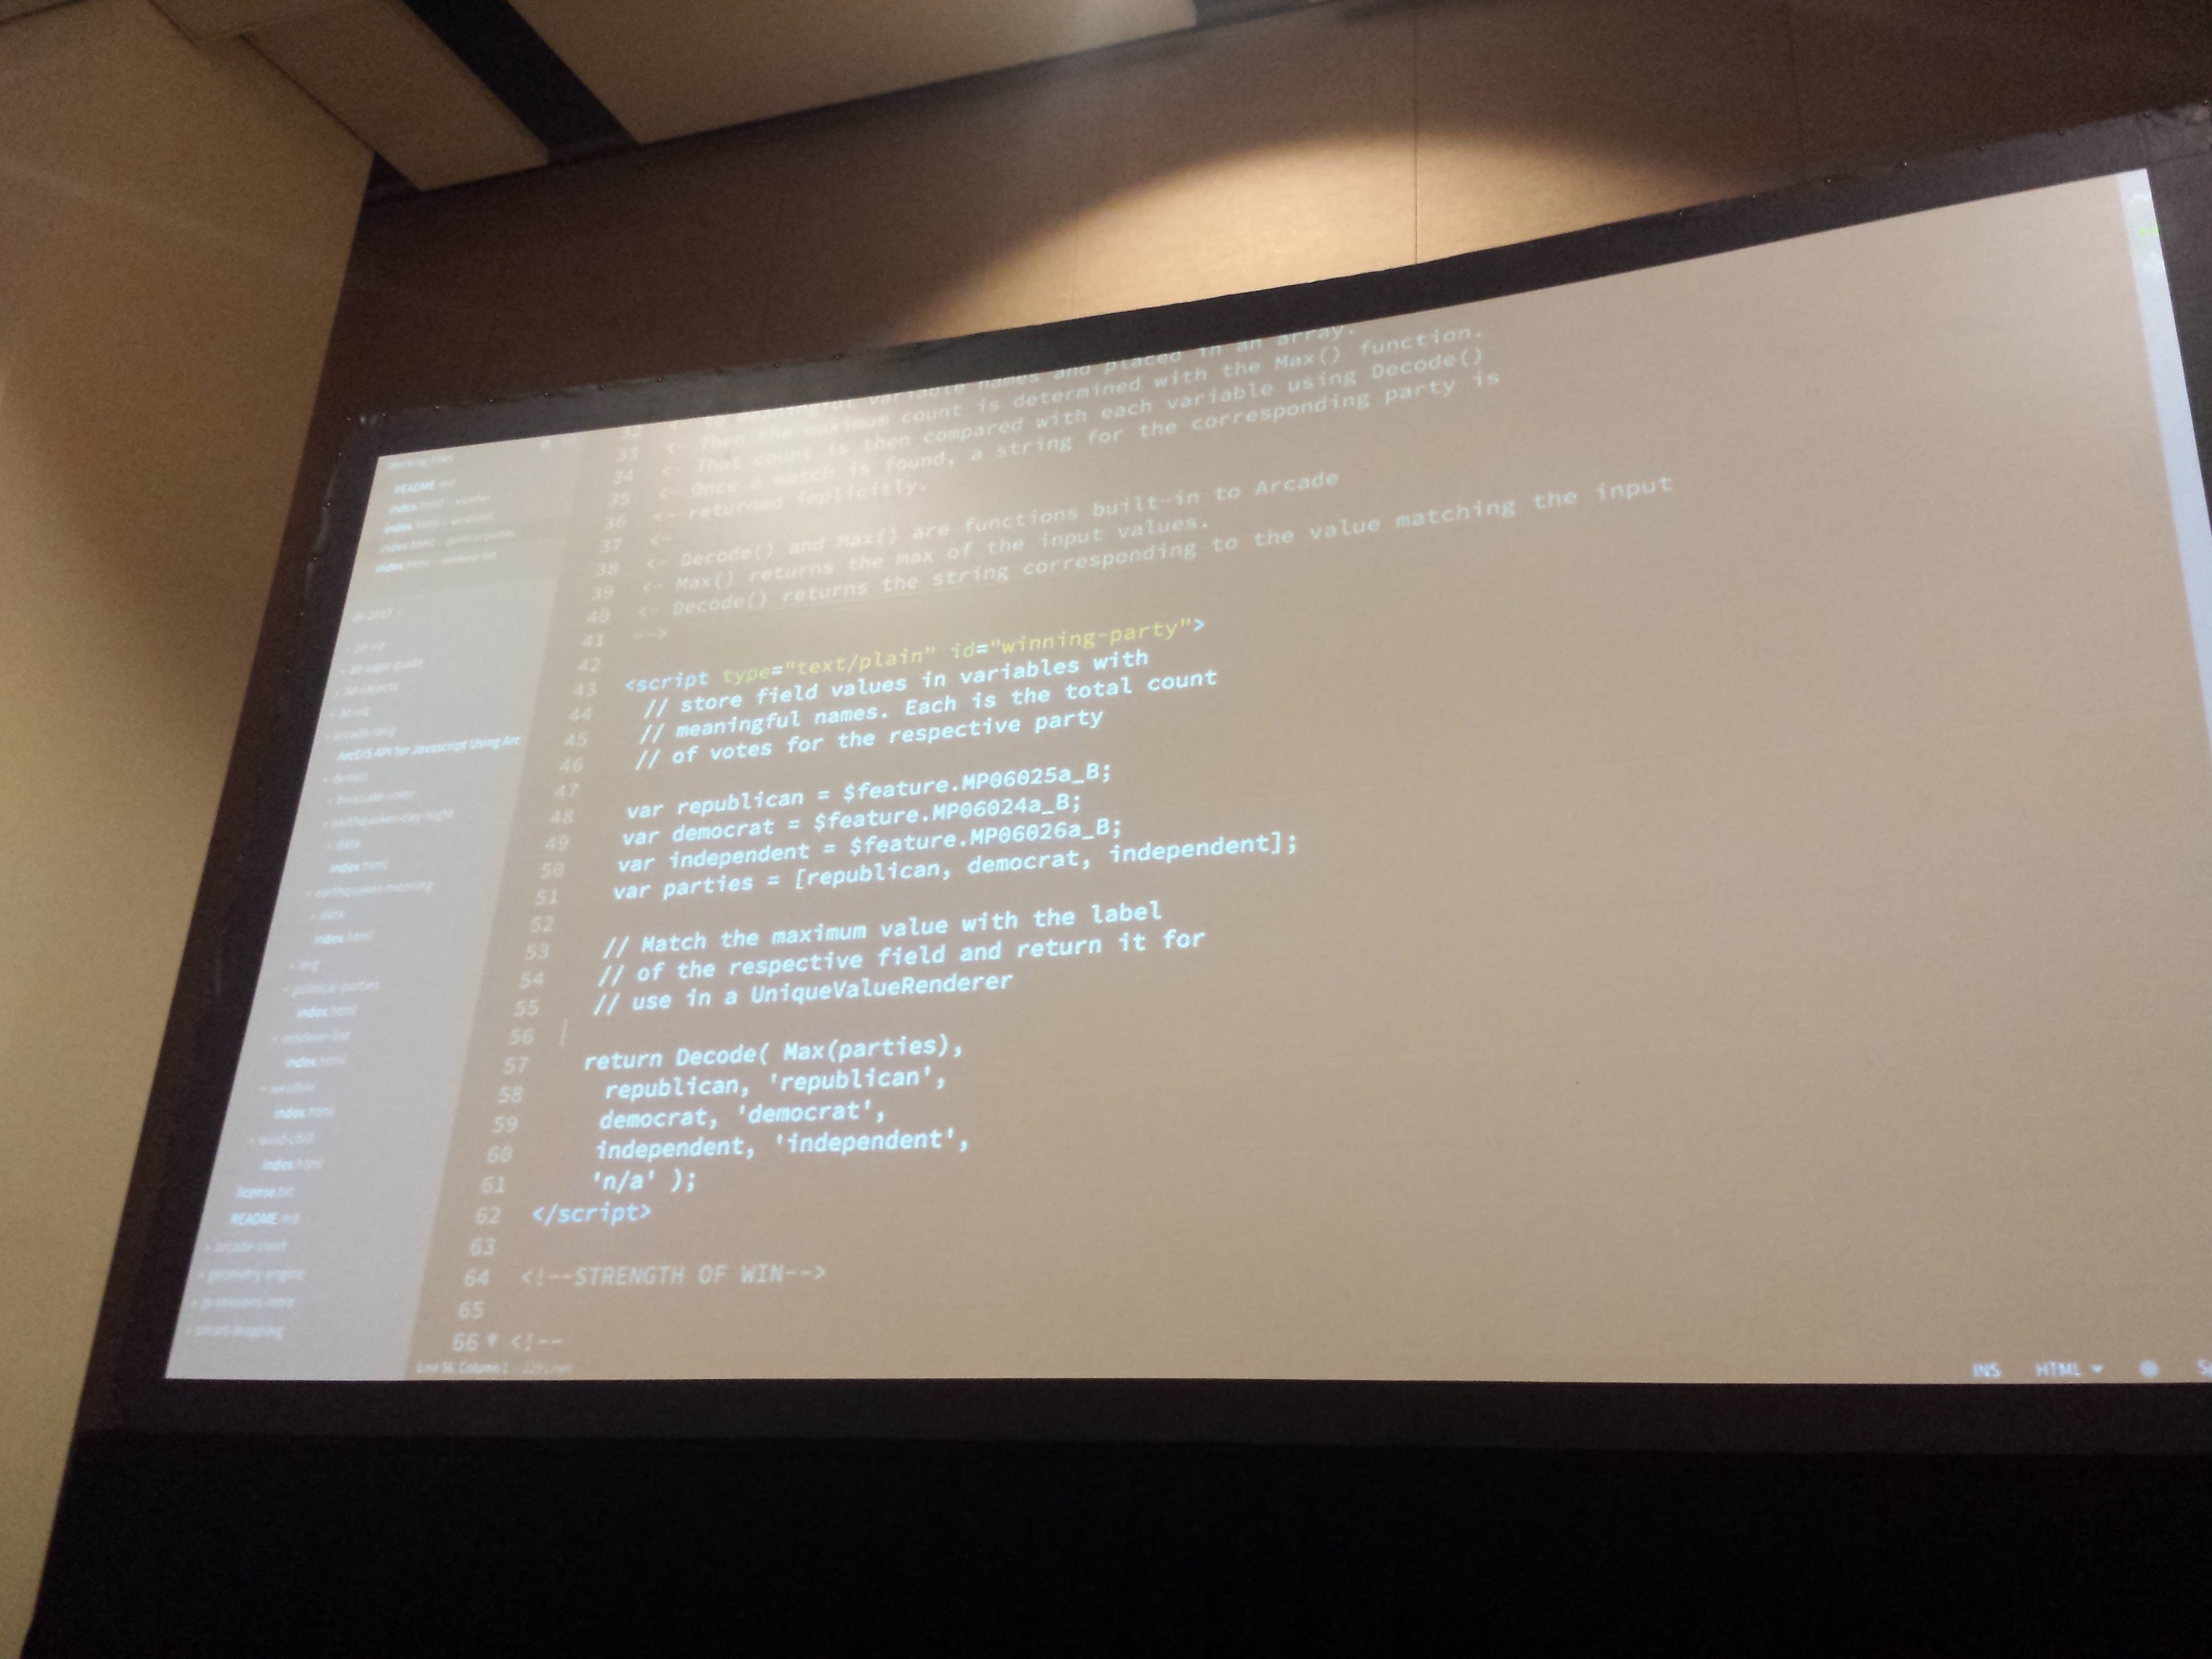 Working Files
README.md
index.html - weather
index.html - wind-chill
index.html - political-parties
index.html - renderer-list
ds-2017
2d-viz
3d-apps-guide
3d-objects
3d-viz
arcade-lang
ArcGIS API for Javascript Using Arc
demos
bivariate-color
earthquakes-day-night
data
index.html
earthquakes-morning
data
index.html
political-parties
index.html
renderer-list
index.html
weather
index.html
wind-chill
index.html
license.txt
README.md
arcade-short
geometry-engine
smart-mapping
32 <- to meaningful variable names and placed in an array.
33 <- Then the maximum count is determined with the Max() function.
34 <- That count is then compared with each variable using Decode()
35 <- Once a match is found, a string for the corresponding party is
36 <- returned implicitly.
37 <-
38 <- Decode() and Max() are functions built-in to Arcade
39 <- Max() returns the max of the input values.
40 <- Decode() returns the string corresponding to the value matching the input
41 -->
42
43 <script type="text/plain" id="winning-party">
44 // store field values in variables with
45 // meaningful names. Each is the total count
46 // of votes for the respective party
47
48 var republican = $feature.MP06025a_B;
49 var democrat = $feature.MP06024a_B;
50 var independent = $feature.MP06026a_B;
51 var parties = [republican, democrat, independent];
52
53 // Match the maximum value with the label
54 // of the respective field and return it for
55 // use in a UniqueValueRenderer
56
57 return Decode( Max(parties),
58 republican, 'republican',
59 democrat, 'democrat',
60 independent, 'independent',
61 'n/a' );
62 </script>
63
64 <!--STRENGTH OF WIN-->
65
66 <!--
Line 56, Column 1 - 229 Lines
INS HTML